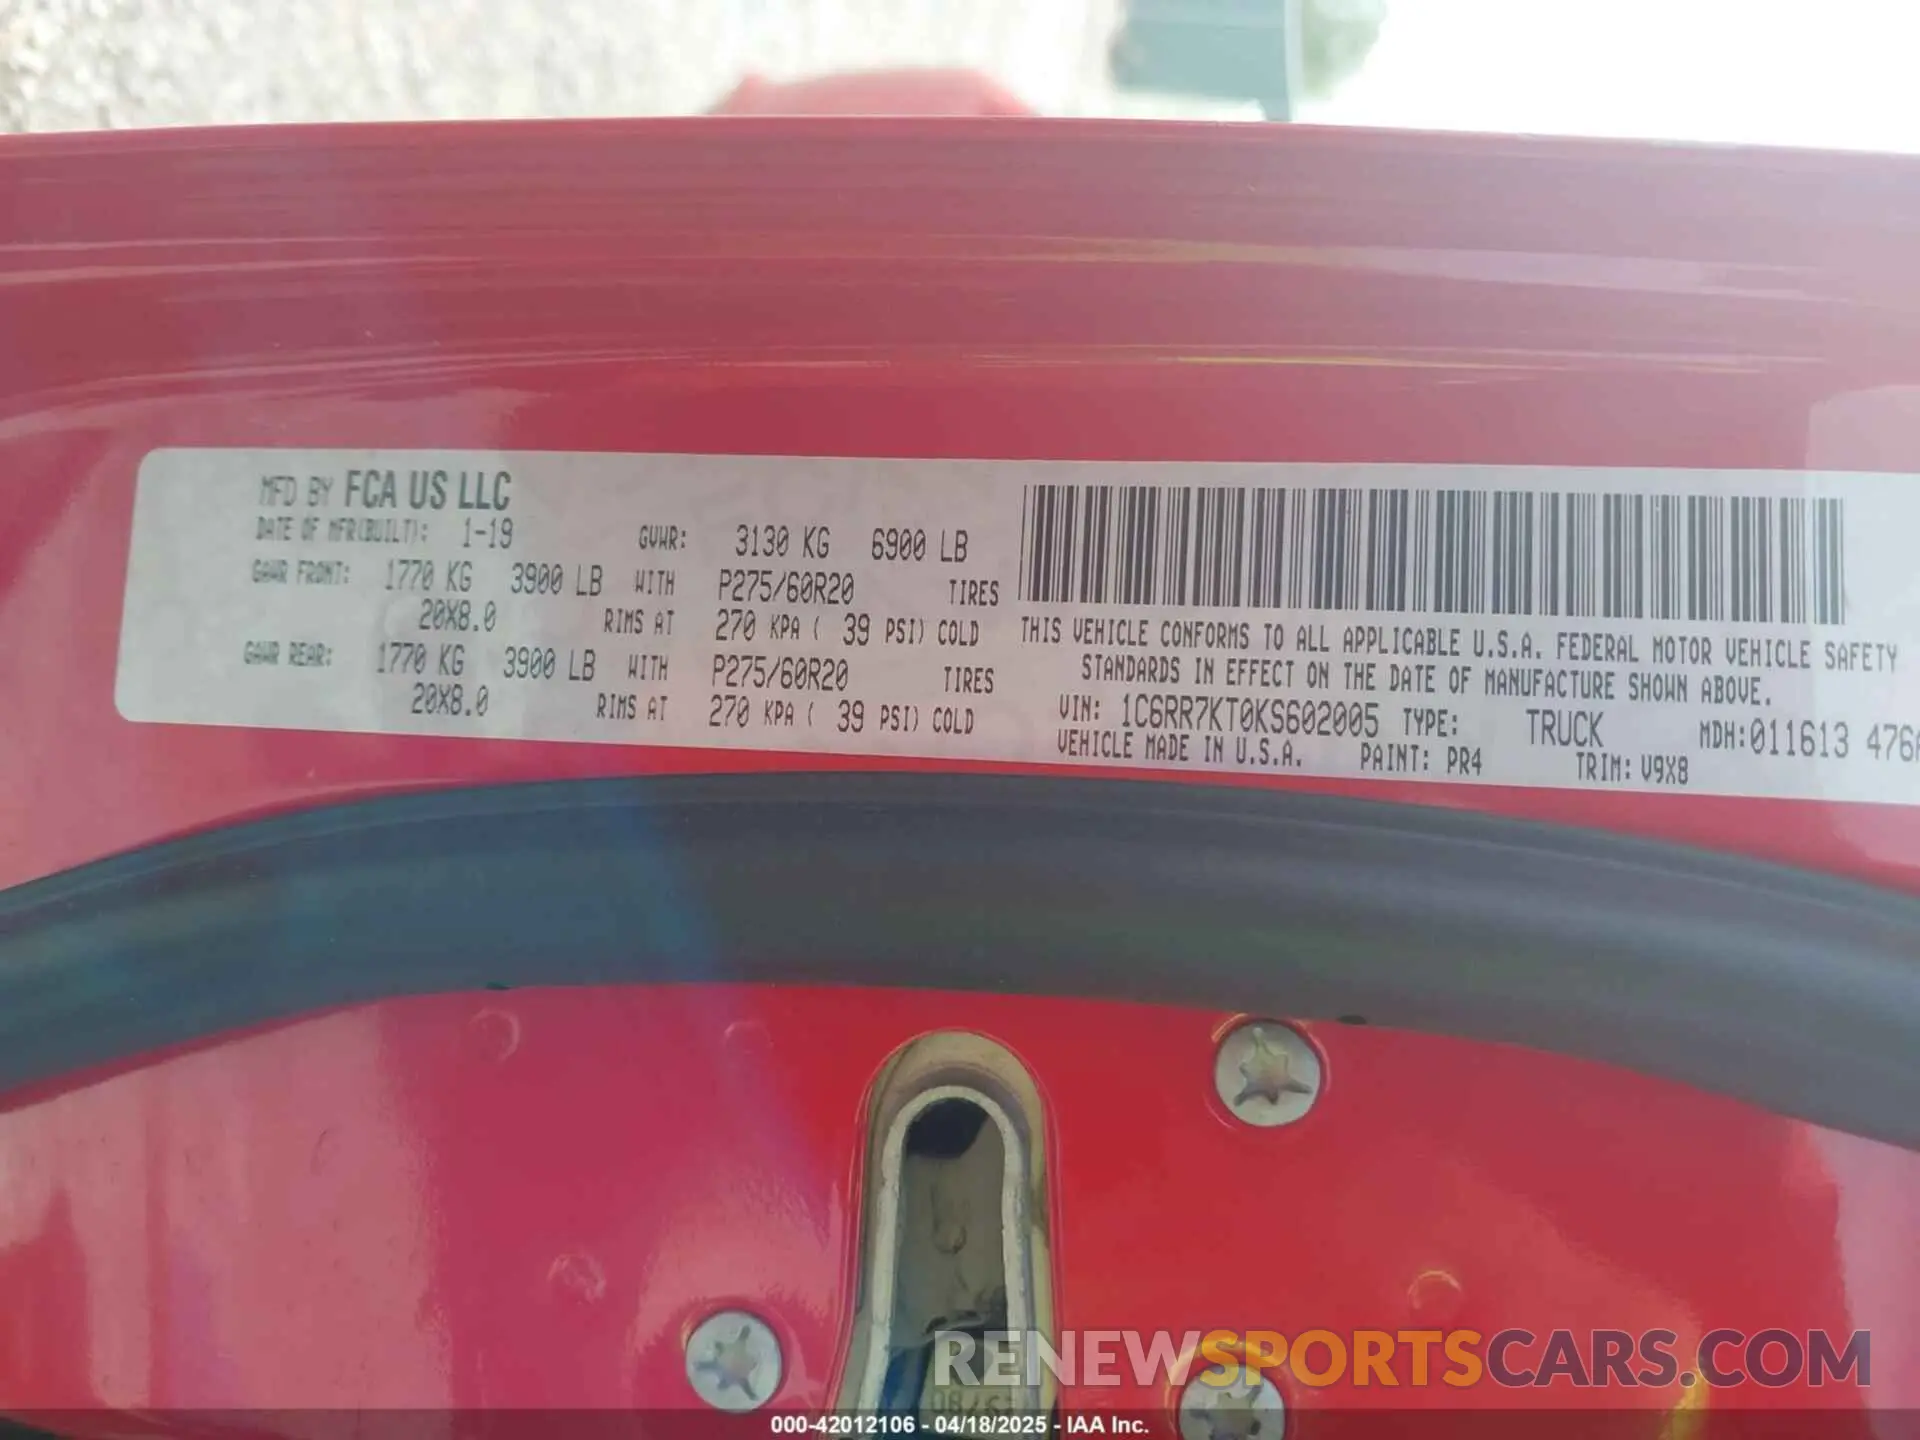 MFD BY FCA US LLC
DATE OF MFR(BUILT): 1-19 GVWR: 3130 KG 6900 LB
GAWR FRONT: 1770 KG 3900 LB WITH P275/60R20 TIRES
20X8.0 RIMS AT 270 KPA ( 39 PSI) COLD
GAWR REAR: 1770 KG 3900 LB WITH P275/60R20 TIRES
20X8.0 RIMS AT 270 KPA ( 39 PSI) COLD
THIS VEHICLE CONFORMS TO ALL APPLICABLE U.S.A. FEDERAL MOTOR VEHICLE SAFETY
STANDARDS IN EFFECT ON THE DATE OF MANUFACTURE SHOWN ABOVE.
VIN: 1C6RR7KT0KS602005 TYPE: TRUCK MDH:011613 476
VEHICLE MADE IN U.S.A. PAINT: PR4 TRIM: V9X8
RENEWSPORTSCARS.COM
000-42012106 - 04/18/2025 - IAA Inc.